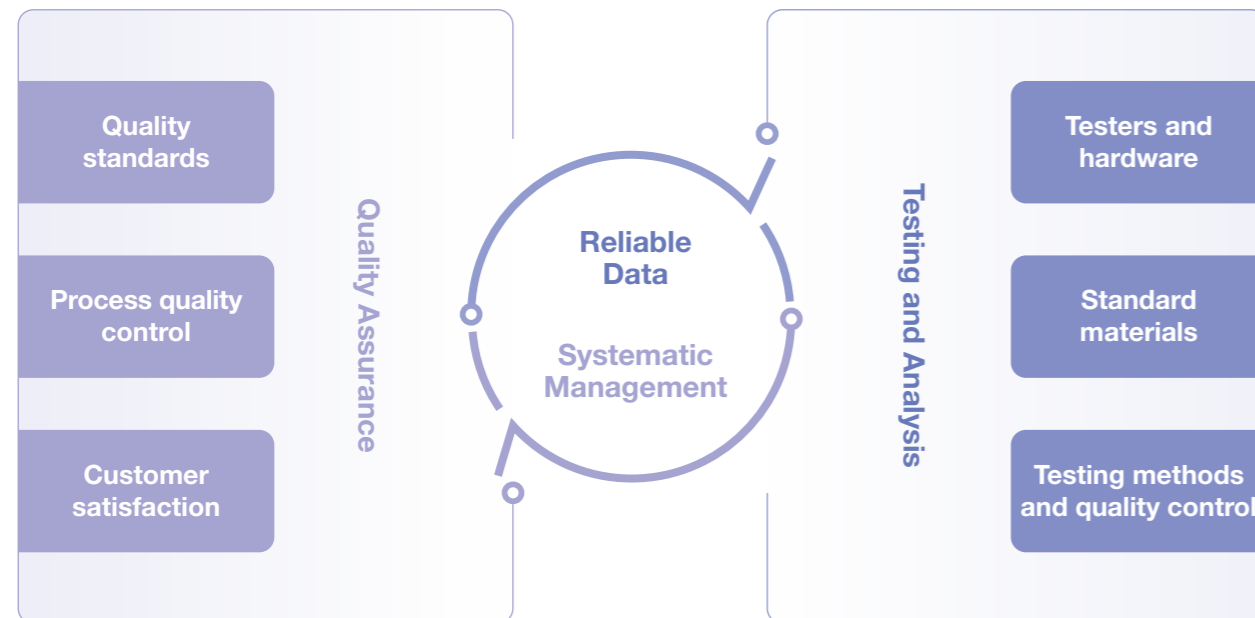 Quality
standards
Process quality
control
Customer
satisfaction
Quality Assurance
Reliable
Data
Systematic
Management
Testing and Analysis
Testers and
hardware
Standard
materials
Testing methods
and quality control